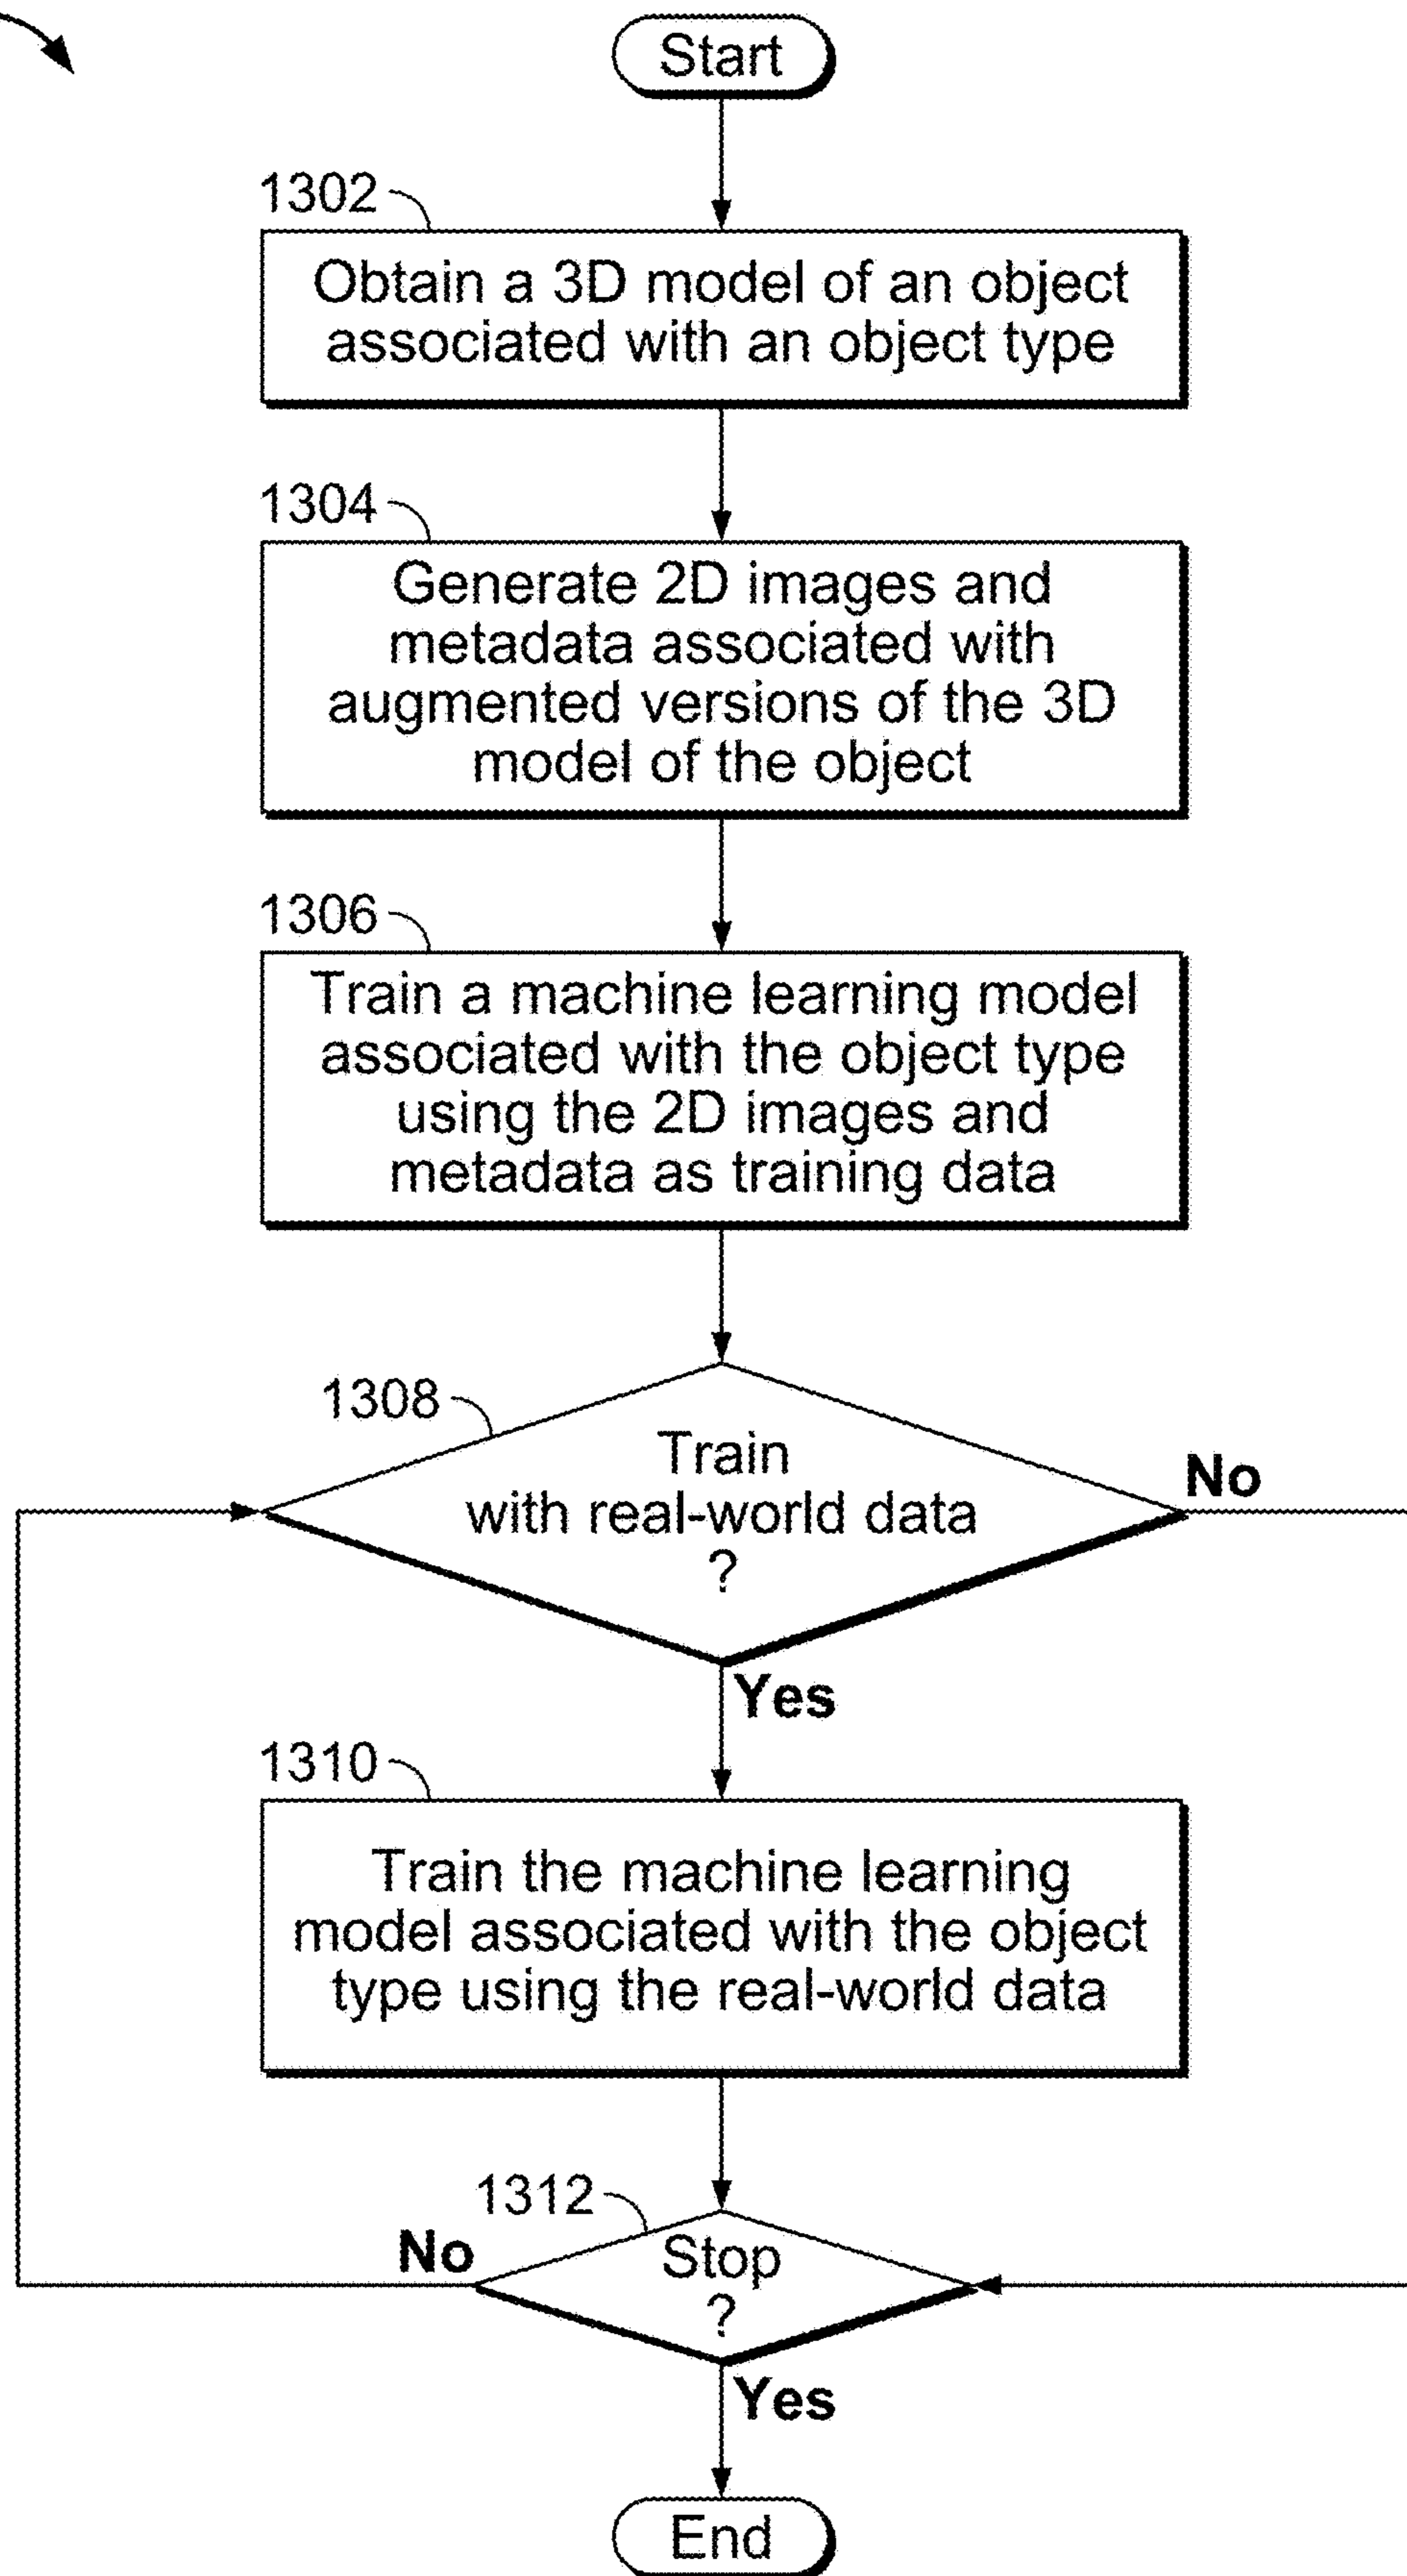 Start
1302
Obtain a 3D model of an object
associated with an object type
1304
Generate 2D images and
metadata associated with
augmented versions of the 3D
model of the object
1306
Train a machine learning model
associated with the object type
using the 2D images and
metadata as training data
1308
Train
with real-world data
?
No
Yes
1310
Train the machine learning
model associated with the object
type using the real-world data
1312
No
Stop
?
Yes
End